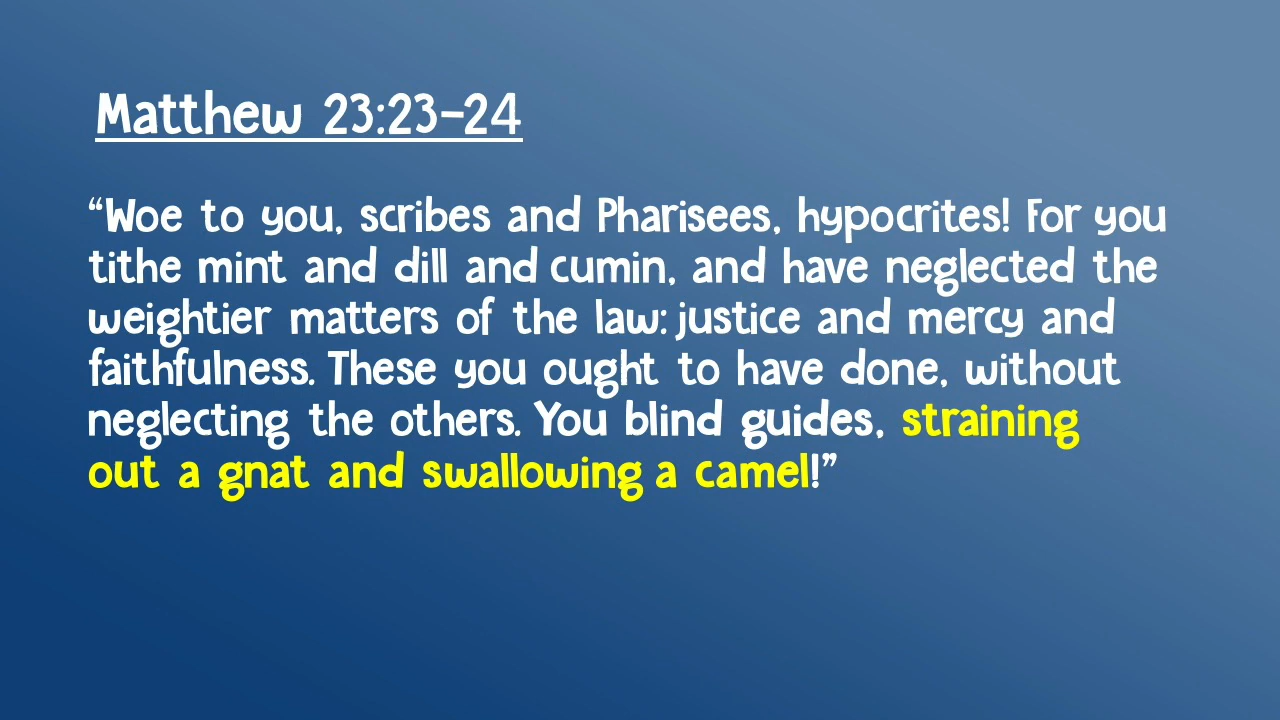 Matthew 23:23–24
“Woe to you, scribes and Pharisees, hypocrites! For you
tithe mint and dill and cumin, and have neglected the
weightier matters of the law: justice and mercy and
faithfulness. These you ought to have done, without
neglecting the others. You blind guides, straining
out a gnat and swallowing a camel!”